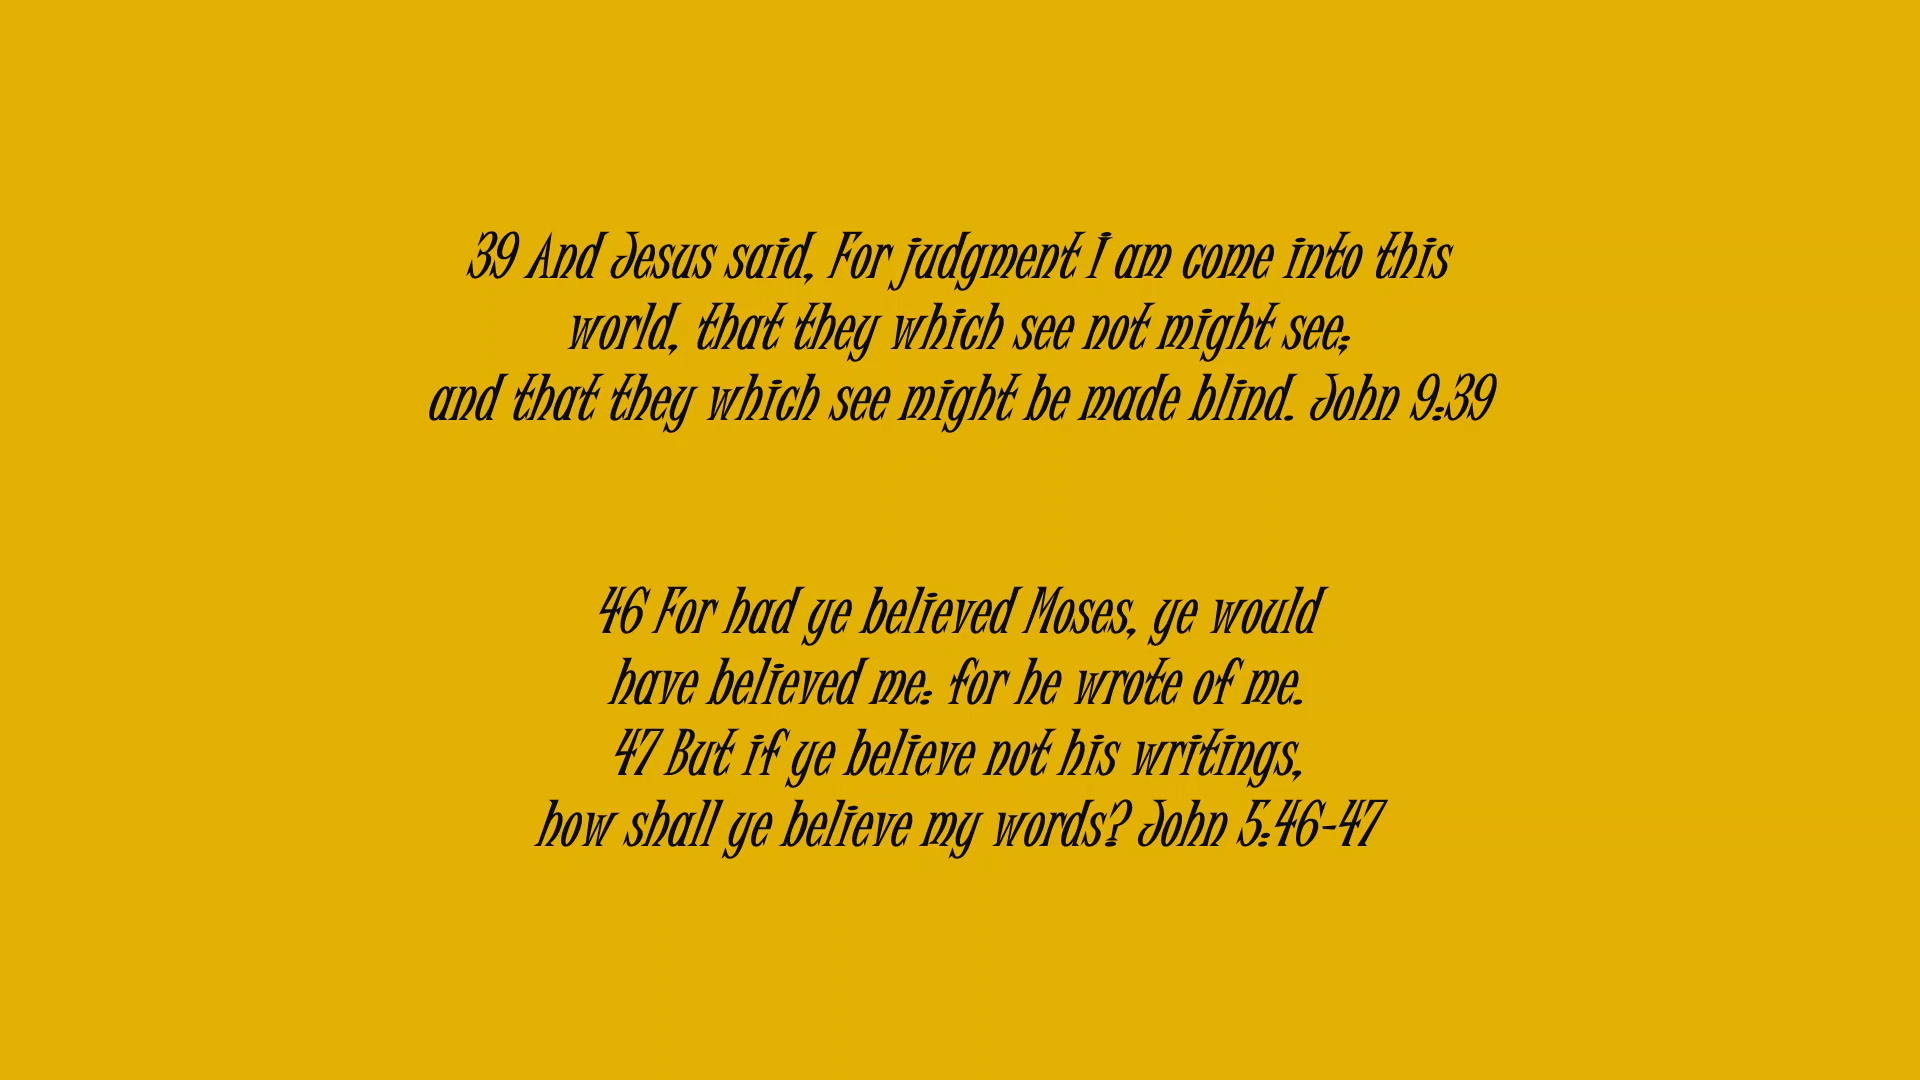 39 And Jesus said, For judgment I am come into this
world, that they which see not might see;
and that they which see might be made blind. John 9:39
46 For had ye believed Moses, ye would
have believed me: for he wrote of me.
47 But if ye believe not his writings,
how shall ye believe my words? John 5:46-47